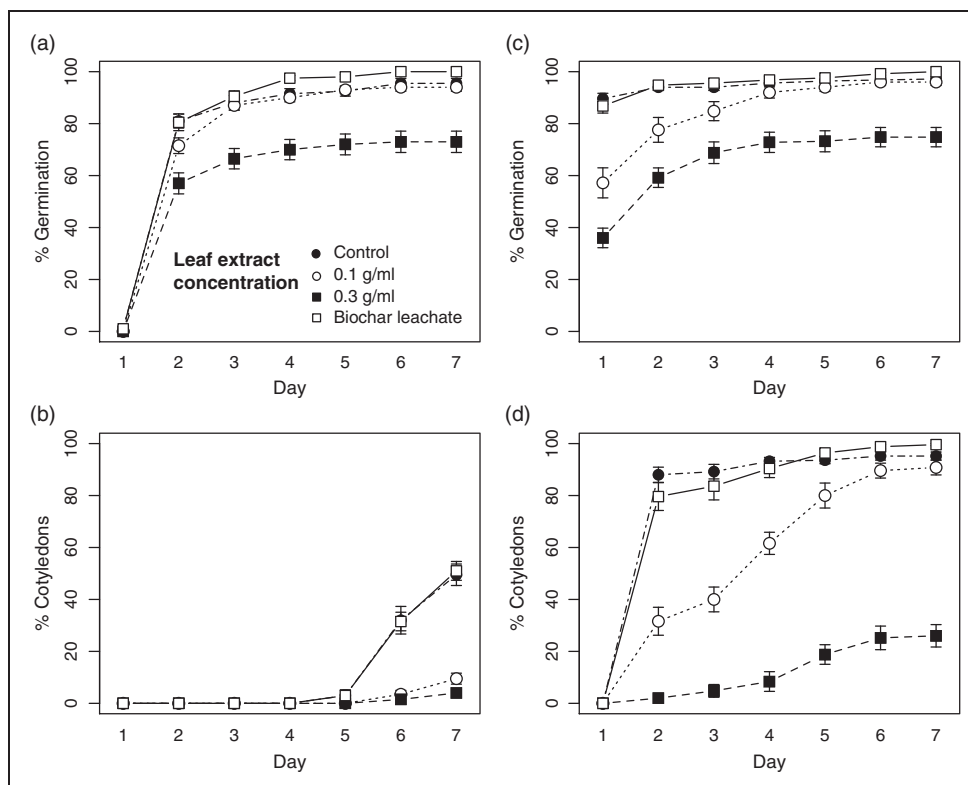 (a)
% Germination
100
80
60
40
20
0
Leaf extract
concentration
Control
0.1 g/ml
0.3 g/ml
Biochar leachate
1 2 3 4 5 6 7
Day
(c)
% Germination
100
80
60
40
20
0
1 2 3 4 5 6 7
Day
(b)
% Cotyledons
100
80
60
40
20
0
1 2 3 4 5 6 7
Day
(d)
% Cotyledons
100
80
60
40
20
0
1 2 3 4 5 6 7
Day